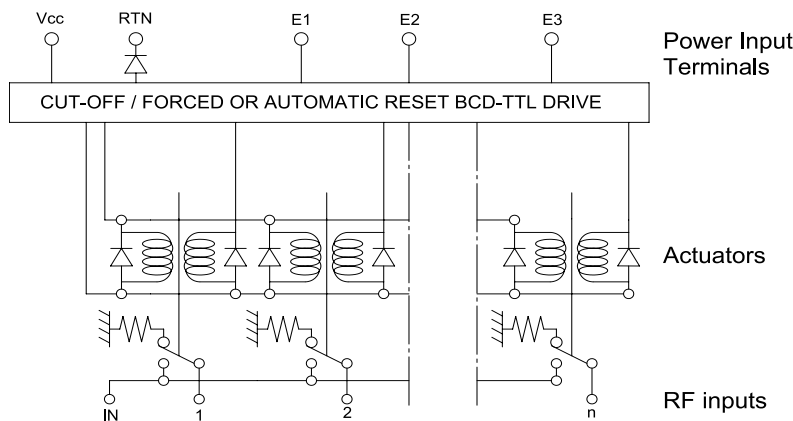 Vcc RTN E1 E2 E3
Power Input
Terminals
CUT-OFF / FORCED OR AUTOMATIC RESET BCD-TTL DRIVE
Actuators
IN 1 2 n
RF inputs